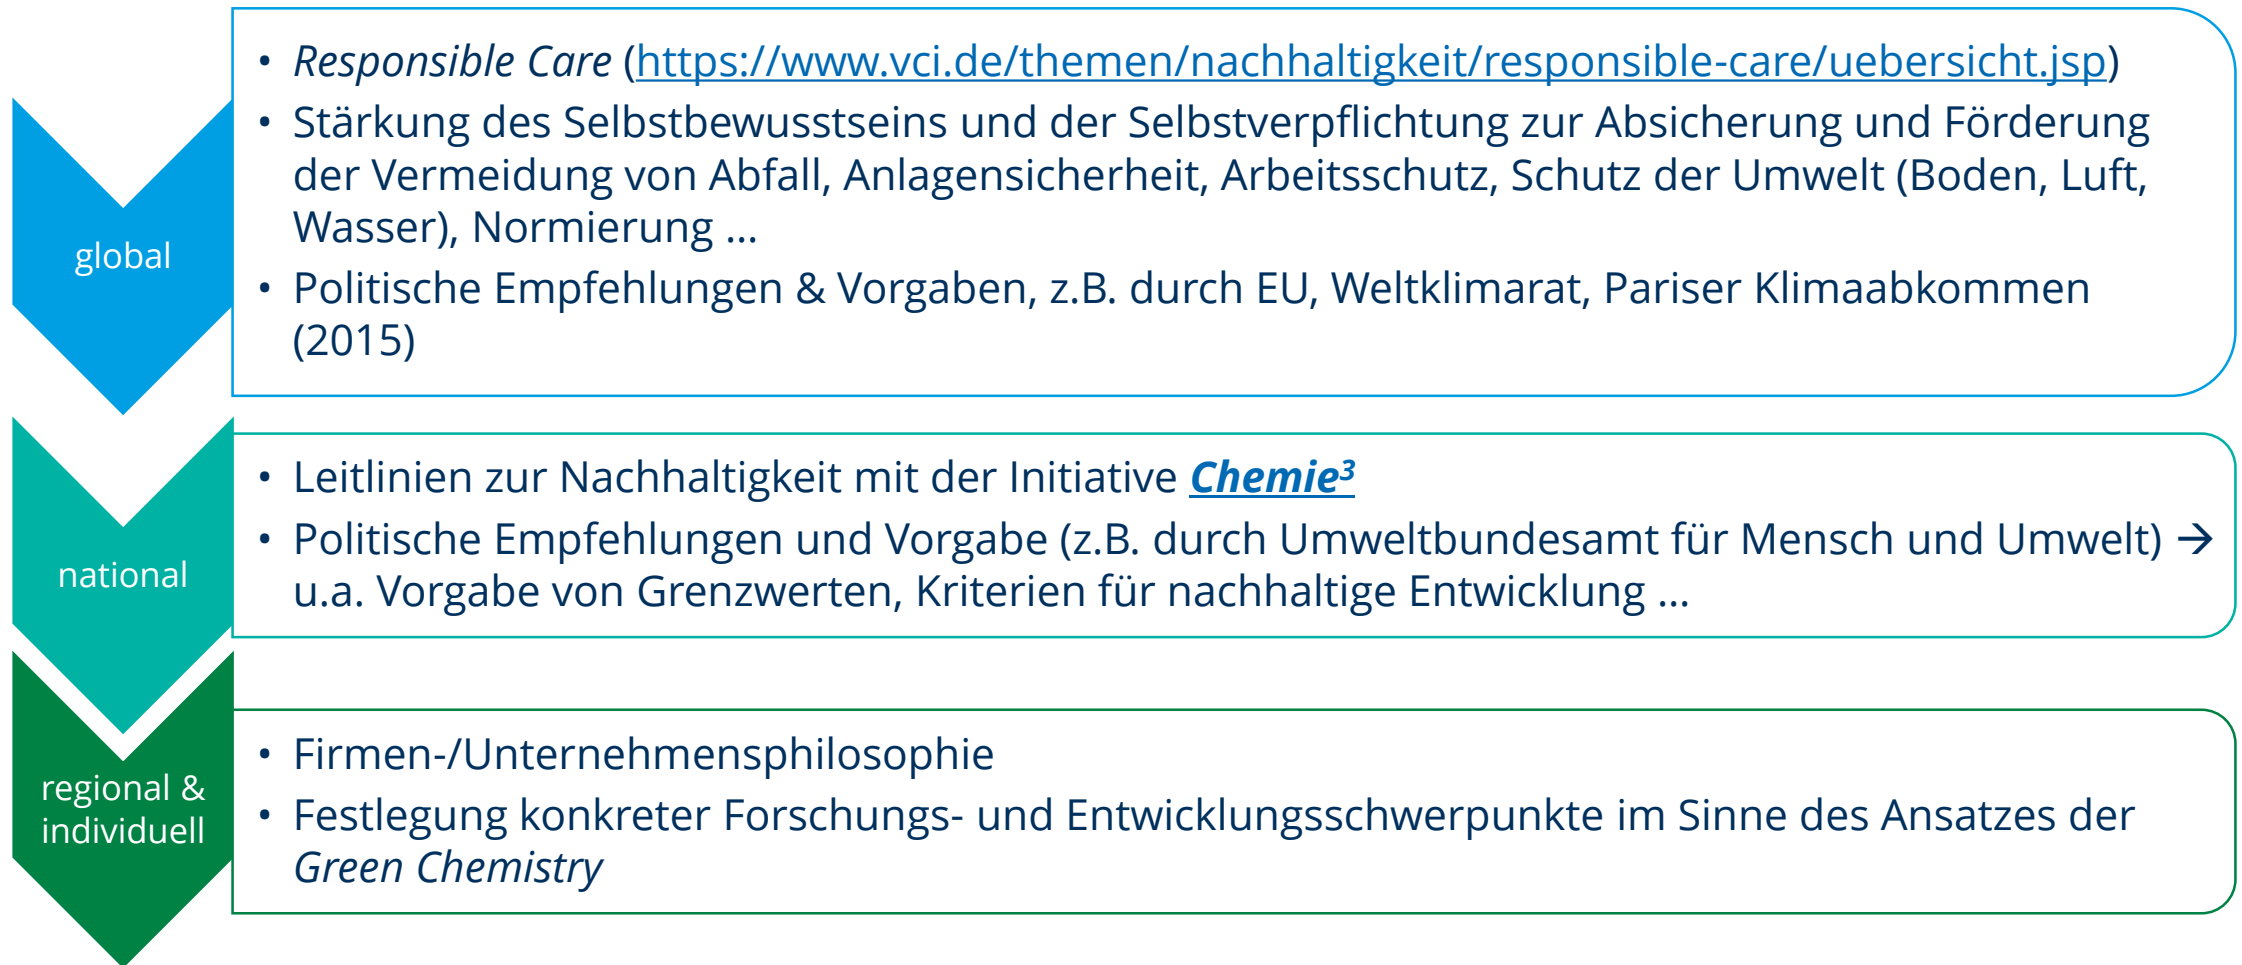 global
• Responsible Care (https://www.vci.de/themen/nachhaltigkeit/responsible-care/uebersicht.jsp)
• Stärkung des Selbstbewusstseins und der Selbstverpflichtung zur Absicherung und Förderung
der Vermeidung von Abfall, Anlagensicherheit, Arbeitsschutz, Schutz der Umwelt (Boden, Luft,
Wasser), Normierung …
• Politische Empfehlungen & Vorgaben, z.B. durch EU, Weltklimarat, Pariser Klimaabkommen
(2015)
national
• Leitlinien zur Nachhaltigkeit mit der Initiative Chemie³
• Politische Empfehlungen und Vorgabe (z.B. durch Umweltbundesamt für Mensch und Umwelt) →
u.a. Vorgabe von Grenzwerten, Kriterien für nachhaltige Entwicklung …
regional &
individuell
• Firmen-/Unternehmensphilosophie
• Festlegung konkreter Forschungs- und Entwicklungsschwerpunkte im Sinne des Ansatzes der
Green Chemistry